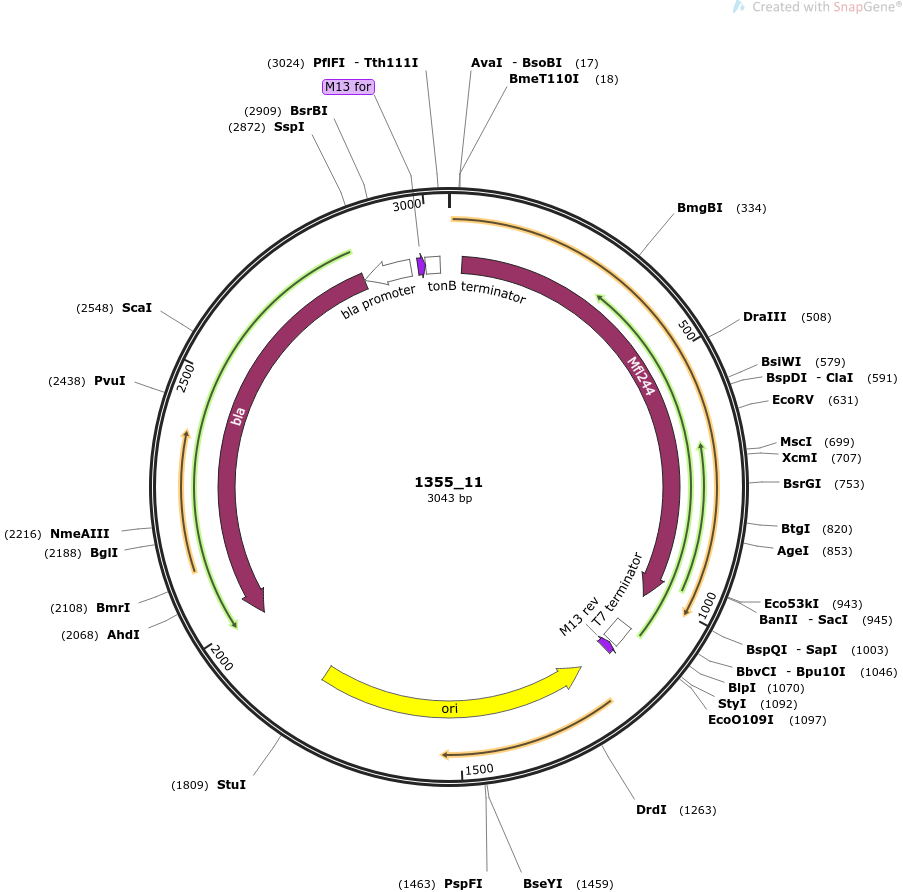 Created with SnapGene®
(3024) PflFI - Tth111I
AvaI - BsoBI (17)
BmeT110I (18)
M13 for
(2909) BsrBI
(2872) SspI
3000
BmgBI (334)
bla promoter
tonB terminator
(2548) ScaI
DraIII (508)
500
BsiWI (579)
BspDI - ClaI (591)
Mfl244
2500
(2438) PvuI
EcoRV (631)
bla
MscI (699)
XcmI (707)
1355_11
3043 bp
BsrGI (753)
(2216) NmeAIII
BtgI (820)
(2188) BglI
AgeI (853)
T7 terminator
M13 rev
(2108) BmrI
Eco53kI (943)
1000
BanII - SacI (945)
(2068) AhdI
2000
BspQI - SapI (1003)
BbvCI - Bpu10I (1046)
BlpI (1070)
StyI (1092)
ori
EcoO109I (1097)
1500
(1809) StuI
DrdI (1263)
(1463) PspFI
BseYI (1459)